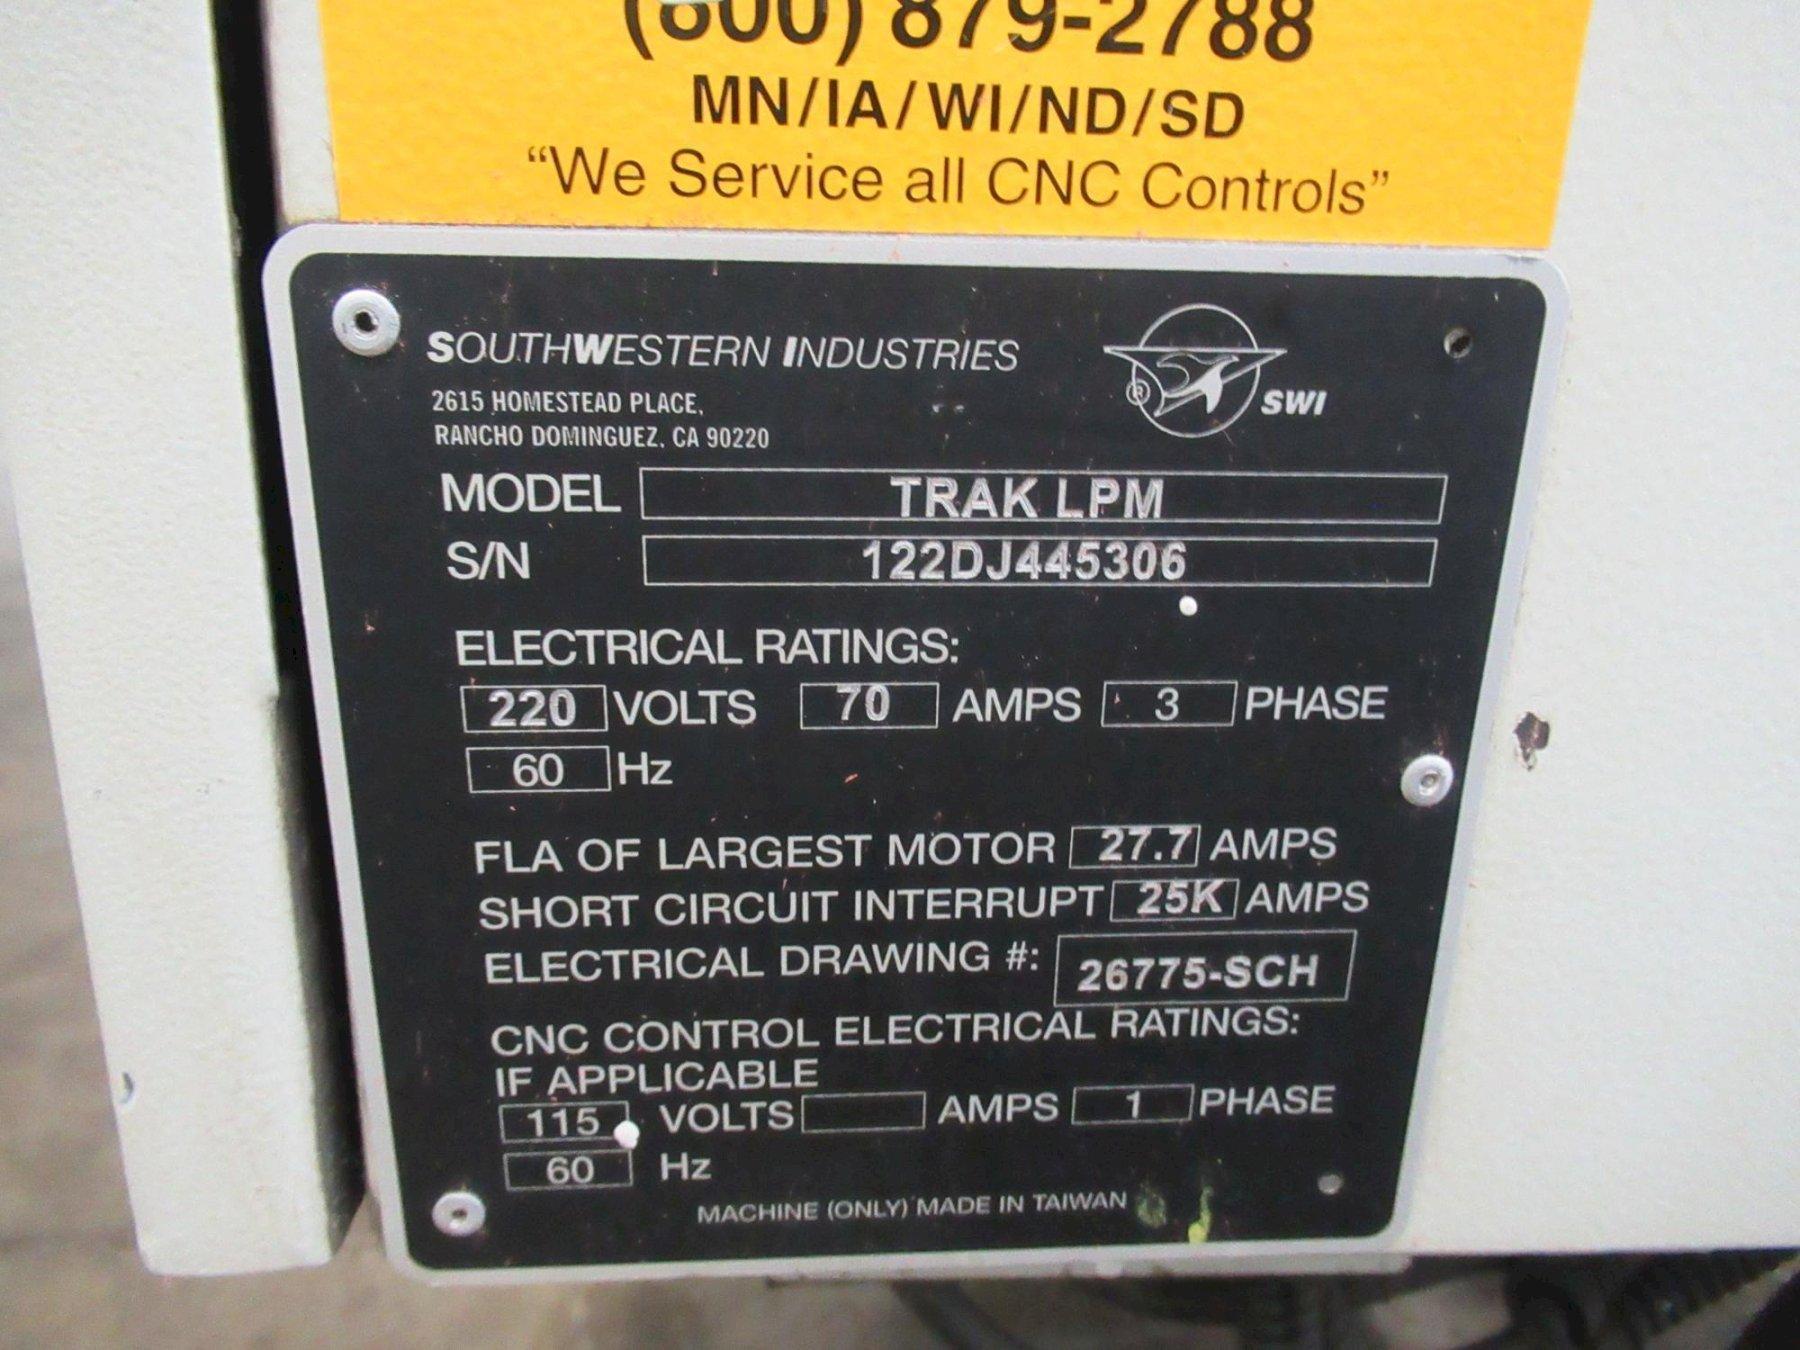 (800) 879-2788
MN/IA/WI/ND/SD
“We Service all CNC Controls”
SOUTHWESTERN INDUSTRIES
® SWI
2615 HOMESTEAD PLACE,
RANCHO DOMINGUEZ, CA 90220
MODEL TRAK LPM
S/N 122DJ445306
ELECTRICAL RATINGS:
220 VOLTS 70 AMPS 3 PHASE
60 Hz
FLA OF LARGEST MOTOR 27.7 AMPS
SHORT CIRCUIT INTERRUPT 25K AMPS
ELECTRICAL DRAWING #: 26775-SCH
CNC CONTROL ELECTRICAL RATINGS:
IF APPLICABLE
115 VOLTS AMPS 1 PHASE
60 Hz
MACHINE (ONLY) MADE IN TAIWAN